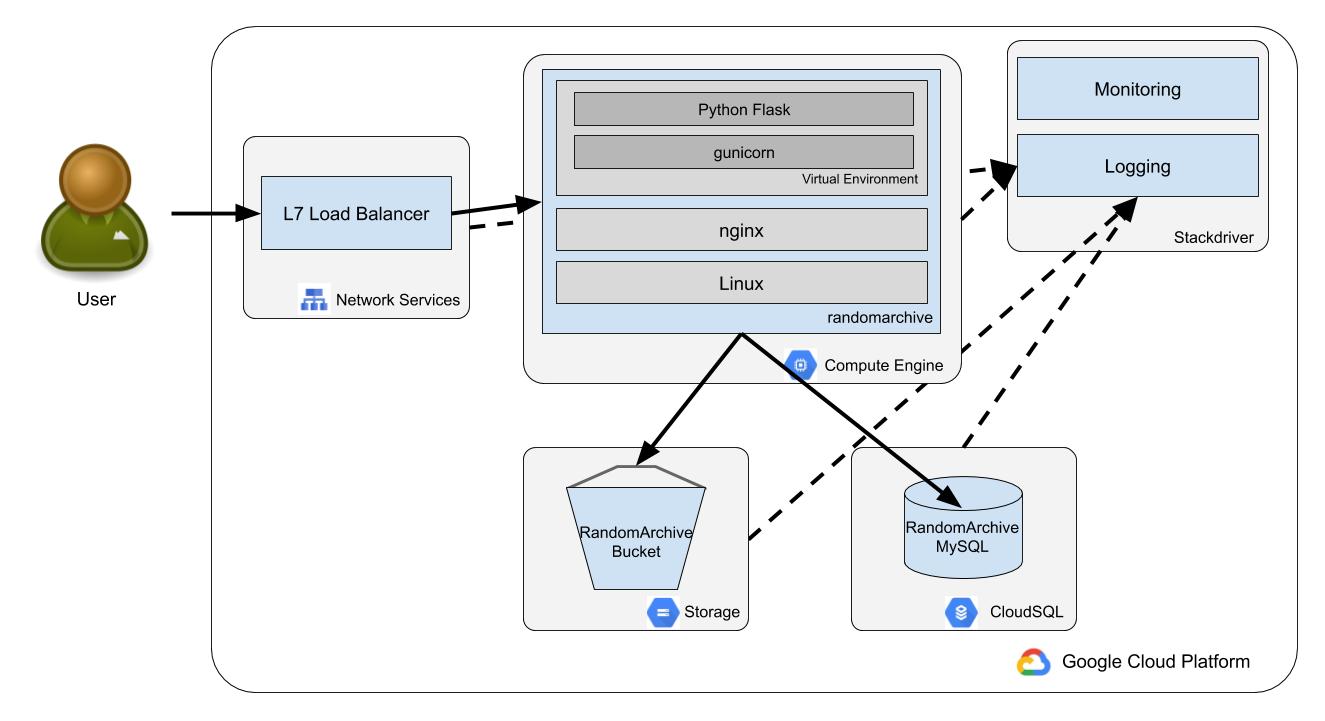 User
L7 Load Balancer
Network Services
Python Flask
gunicorn
Virtual Environment
nginx
Linux
randomarchive
Compute Engine
Monitoring
Logging
Stackdriver
RandomArchive
Bucket
Storage
RandomArchive
MySQL
CloudSQL
Google Cloud Platform